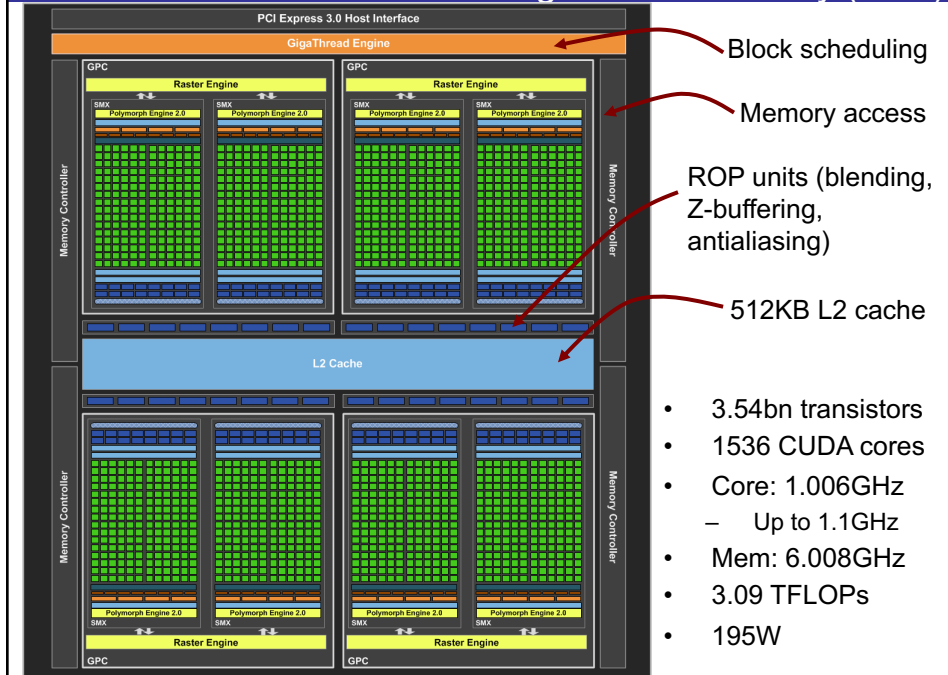 PCI Express 3.0 Host Interface
GigaThread Engine
GPC
GPC
Raster Engine
Raster Engine
SMX
SMX
SMX
SMX
Polymorph Engine 2.0
Polymorph Engine 2.0
Polymorph Engine 2.0
Polymorph Engine 2.0
Memory Controller
Memory Controller
L2 Cache
Memory Controller
Memory Controller
Polymorph Engine 2.0
Polymorph Engine 2.0
Polymorph Engine 2.0
Polymorph Engine 2.0
SMX
SMX
SMX
SMX
Raster Engine
Raster Engine
GPC
GPC
Block scheduling
Memory access
ROP units (blending,
Z-buffering,
antialiasing)
512KB L2 cache
• 3.54bn transistors
• 1536 CUDA cores
• Core: 1.006GHz
– Up to 1.1GHz
• Mem: 6.008GHz
• 3.09 TFLOPs
• 195W